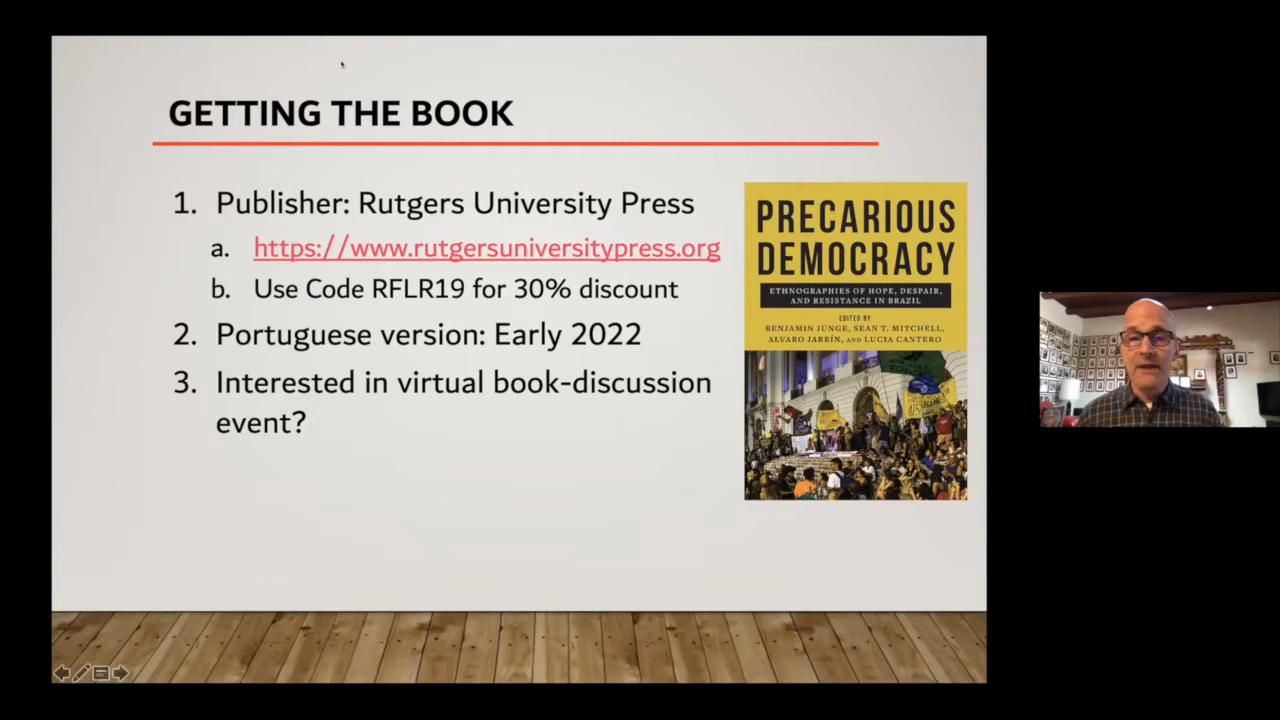 GETTING THE BOOK
1. Publisher: Rutgers University Press
a. https://www.rutgersuniversitypress.org
b. Use Code RFLR19 for 30% discount
2. Portuguese version: Early 2022
3. Interested in virtual book-discussion
event?
PRECARIOUS
DEMOCRACY
ETHNOGRAPHIES OF HOPE, DESPAIR,
AND RESISTANCE IN BRAZIL
EDITED BY
BENJAMIN JUNGE, SEAN T. MITCHELL,
ALVARO JARRÍN, AND LUCIA CANTERO